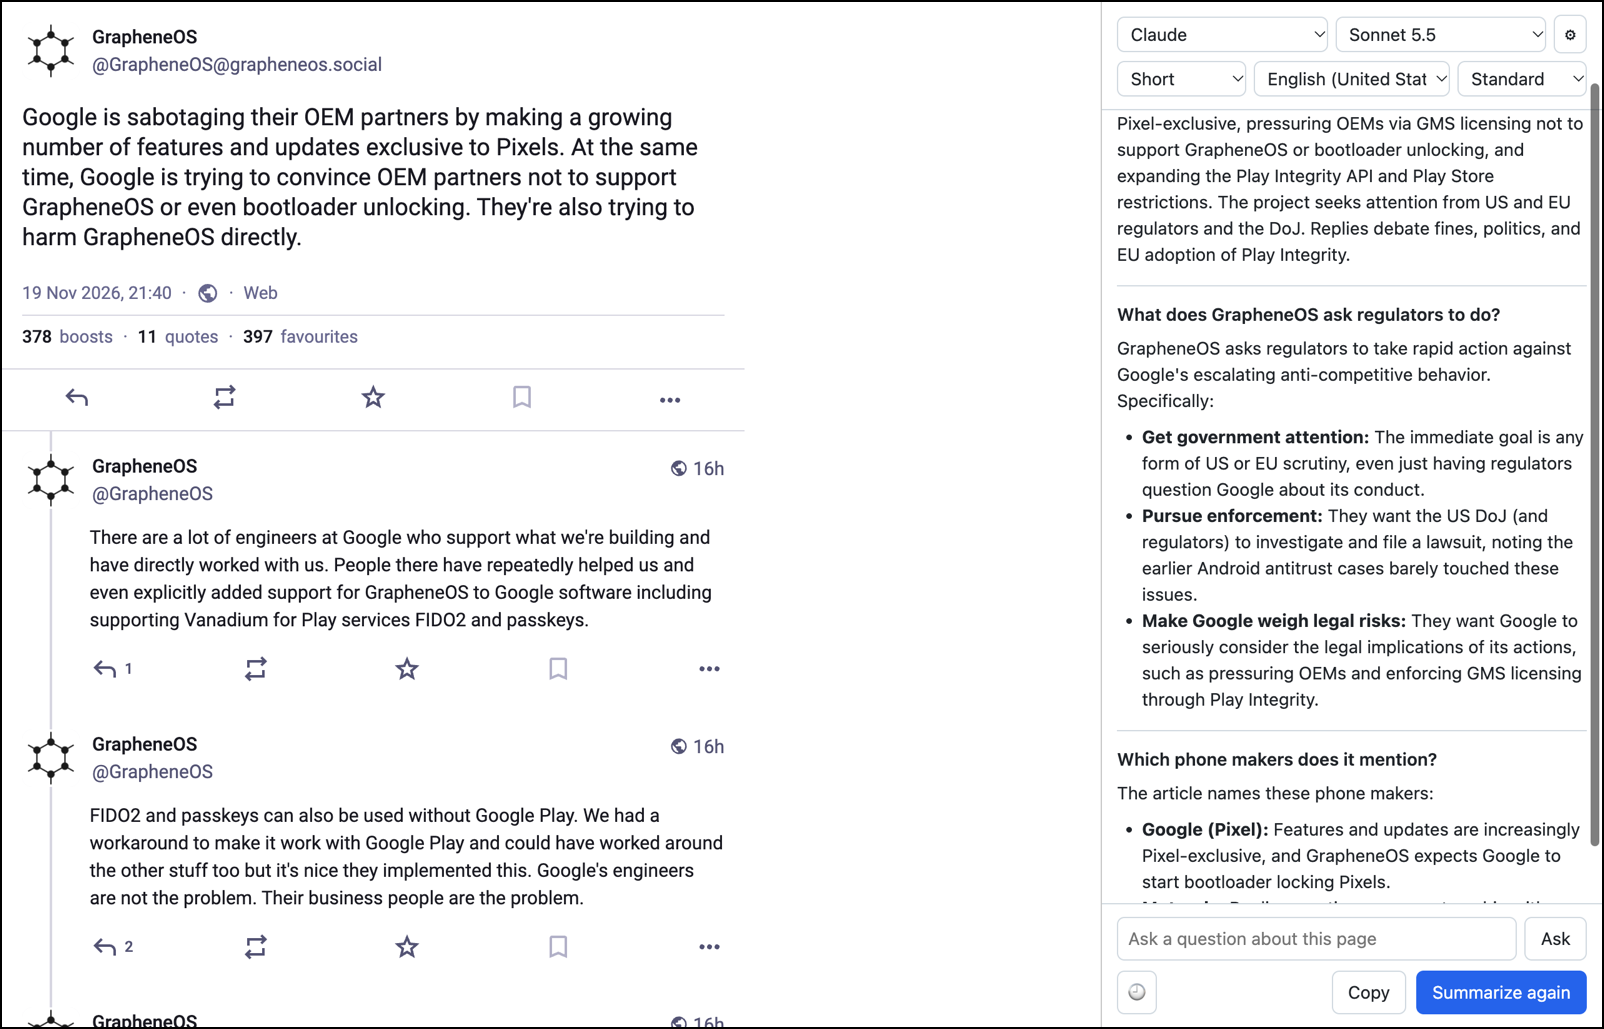 GrapheneOS
@GrapheneOS@grapheneos.social
Google is sabotaging their OEM partners by making a growing
number of features and updates exclusive to Pixels. At the same
time, Google is trying to convince OEM partners not to support
GrapheneOS or even bootloader unlocking. They're also trying to
harm GrapheneOS directly.
19 Nov 2026, 21:40 · · Web
378 boosts · 11 quotes · 397 favourites
GrapheneOS
16h
@GrapheneOS
There are a lot of engineers at Google who support what we're building and
have directly worked with us. People there have repeatedly helped us and
even explicitly added support for GrapheneOS to Google software including
supporting Vanadium for Play services FIDO2 and passkeys.
1
GrapheneOS
16h
@GrapheneOS
FIDO2 and passkeys can also be used without Google Play. We had a
workaround to make it work with Google Play and could have worked around
the other stuff too but it's nice they implemented this. Google's engineers
are not the problem. Their business people are the problem.
2
GrapheneOS
16h
Claude
Sonnet 5.5
Short
English (United Stat
Standard
Pixel-exclusive, pressuring OEMs via GMS licensing not to
support GrapheneOS or bootloader unlocking, and
expanding the Play Integrity API and Play Store
restrictions. The project seeks attention from US and EU
regulators and the DoJ. Replies debate fines, politics, and
EU adoption of Play Integrity.
What does GrapheneOS ask regulators to do?
GrapheneOS asks regulators to take rapid action against
Google's escalating anti-competitive behavior.
Specifically:
• Get government attention: The immediate goal is any
form of US or EU scrutiny, even just having regulators
question Google about its conduct.
• Pursue enforcement: They want the US DoJ (and
regulators) to investigate and file a lawsuit, noting the
earlier Android antitrust cases barely touched these
issues.
• Make Google weigh legal risks: They want Google to
seriously consider the legal implications of its actions,
such as pressuring OEMs and enforcing GMS licensing
through Play Integrity.
Which phone makers does it mention?
The article names these phone makers:
• Google (Pixel): Features and updates are increasingly
Pixel-exclusive, and GrapheneOS expects Google to
start bootloader locking Pixels.
Ask a question about this page
Ask
Copy
Summarize again